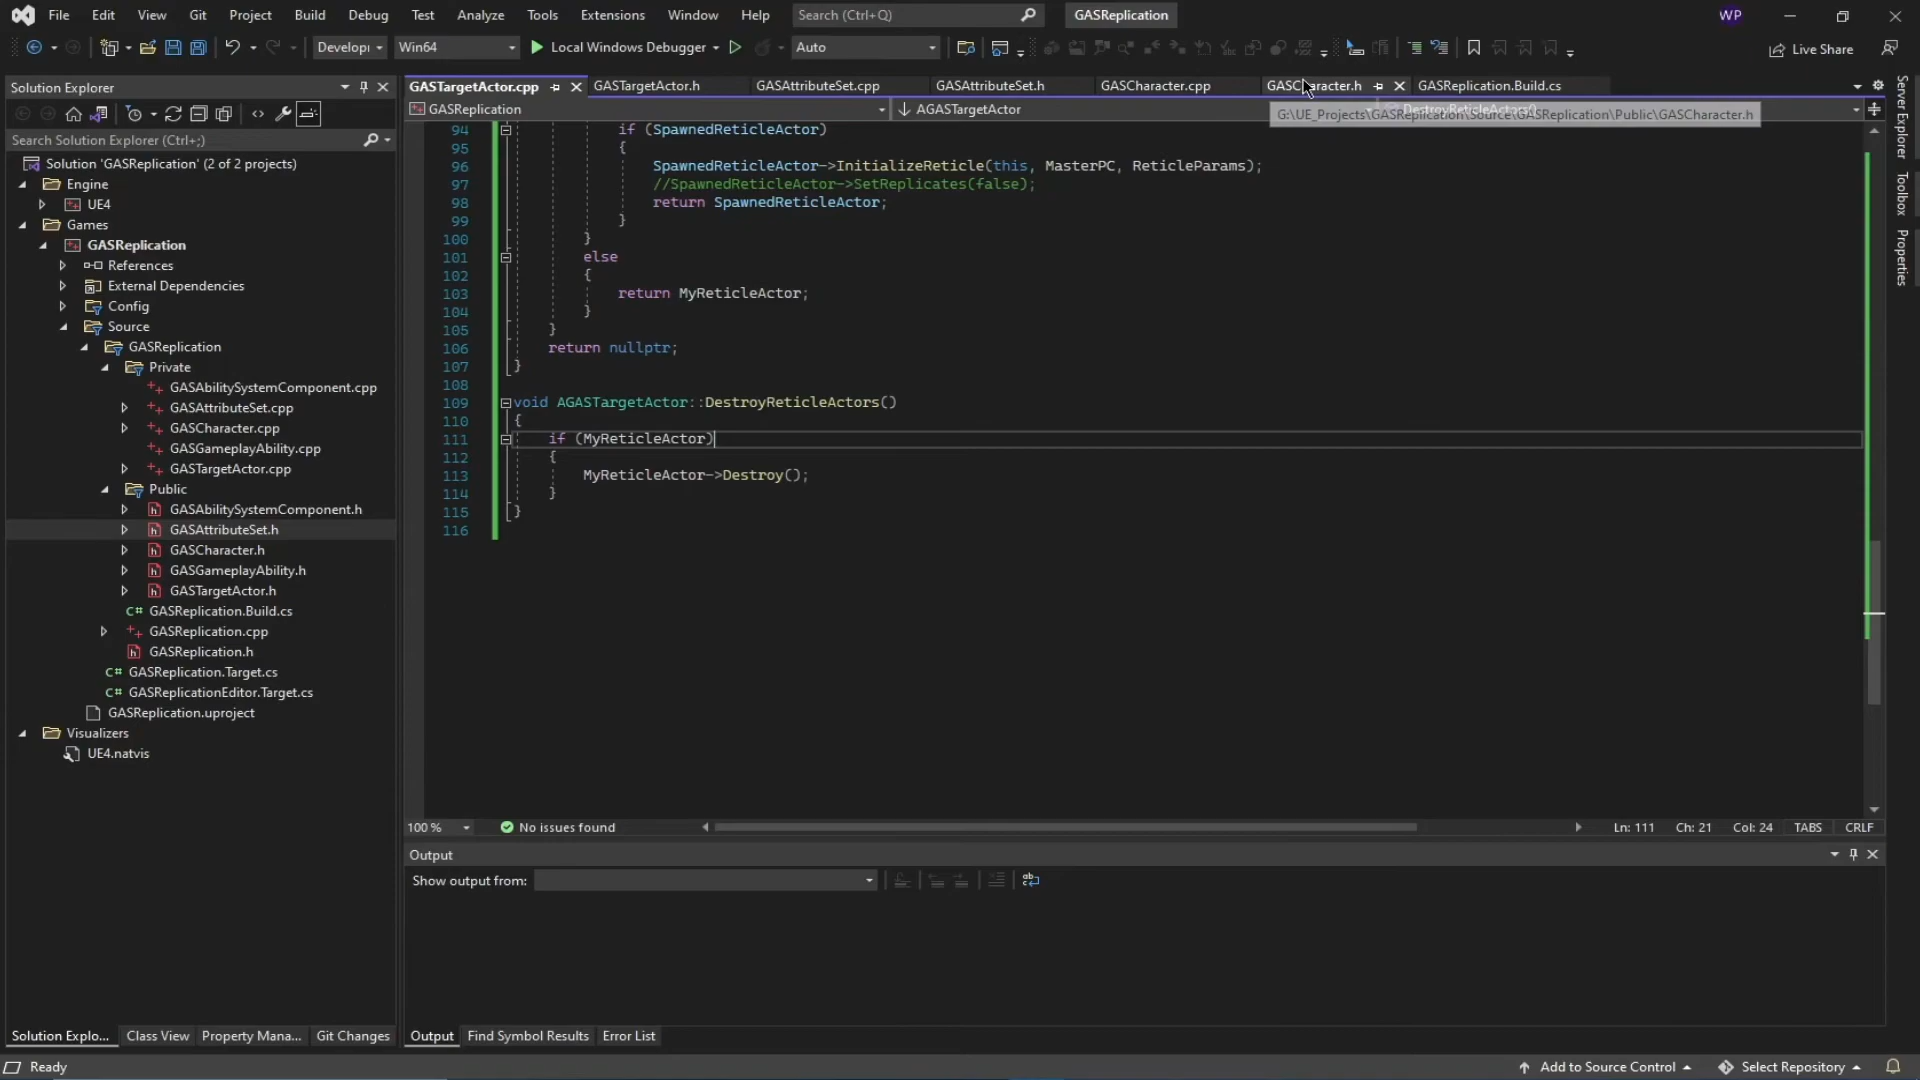 File Edit View Git Project Build Debug Test Analyze Tools Extensions Window Help Search (Ctrl+Q) GASReplication WP
Develop Win64 Local Windows Debugger Auto Live Share
Solution Explorer
Search Solution Explorer (Ctrl+;)
Solution 'GASReplication' (2 of 2 projects)
Engine
UE4
Games
GASReplication
References
External Dependencies
Config
Source
GASReplication
Private
GASAbilitySystemComponent.cpp
GASAttributeSet.cpp
GASCharacter.cpp
GASGameplayAbility.cpp
GASTargetActor.cpp
Public
GASAbilitySystemComponent.h
GASAttributeSet.h
GASCharacter.h
GASGameplayAbility.h
GASTargetActor.h
GASReplication.Build.cs
GASReplication.cpp
GASReplication.h
GASReplication.Target.cs
GASReplicationEditor.Target.cs
GASReplication.uproject
Visualizers
UE4.natvis
Solution Explo... Class View Property Mana... Git Changes
GASTargetActor.cpp GASTargetActor.h GASAttributeSet.cpp GASAttributeSet.h GASCharacter.cpp GASCharacter.h GASReplication.Build.cs
GASReplication AGASTargetActor DestroyReticleActors()
G:\UE_Projects\GASReplication\Source\GASReplication\Public\GASCharacter.h
94 if (SpawnedReticleActor)
95 {
96 SpawnedReticleActor->InitializeReticle(this, MasterPC, ReticleParams);
97 //SpawnedReticleActor->SetReplicates(false);
98 return SpawnedReticleActor;
99 }
100 }
101 else
102 {
103 return MyReticleActor;
104 }
105 }
106 return nullptr;
107 }
108
109 void AGASTargetActor::DestroyReticleActors()
110 {
111 if (MyReticleActor)
112 {
113 MyReticleActor->Destroy();
114 }
115 }
116
100 % No issues found Ln: 111 Ch: 21 Col: 24 TABS CRLF
Output
Show output from:
Output Find Symbol Results Error List
Server Explorer
Toolbox
Properties
Ready Add to Source Control Select Repository